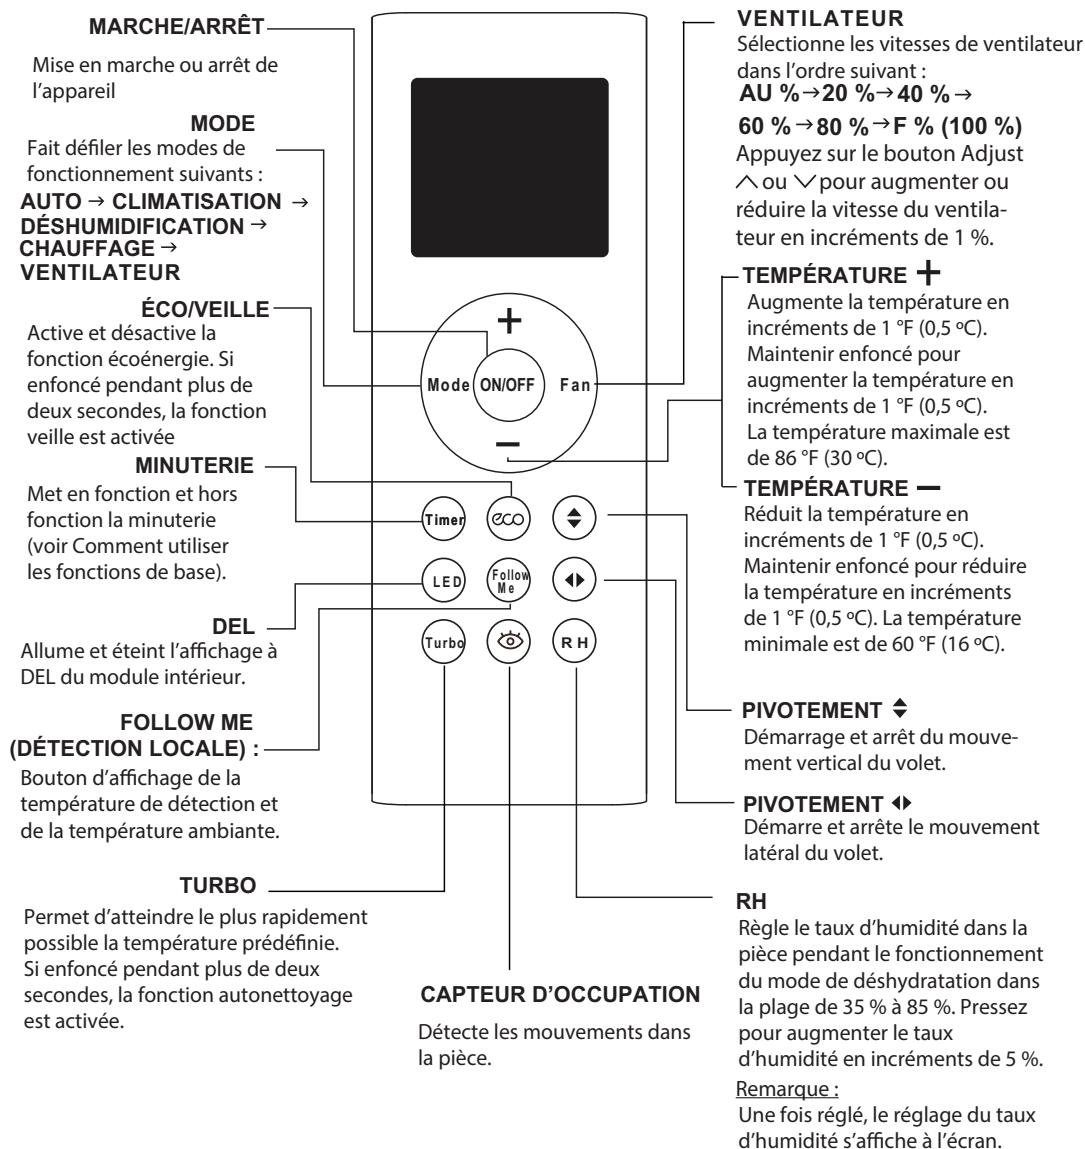 MARCHE/ARRÊT
Mise en marche ou arrêt de
l'appareil
MODE
Fait défiler les modes de
fonctionnement suivants :
AUTO → CLIMATISATION →
DÉSHUMIDIFICATION →
CHAUFFAGE →
VENTILATEUR
ÉCO/VEILLE
Active et désactive la
fonction écoénergie. Si
enfoncé pendant plus de
deux secondes, la fonction
veille est activée
MINUTERIE
Met en fonction et hors
fonction la minuterie
(voir Comment utiliser
les fonctions de base).
DEL
Allume et éteint l'affichage à
DEL du module intérieur.
FOLLOW ME
(DÉTECTION LOCALE) :
Bouton d'affichage de la
température de détection et
de la température ambiante.
TURBO
Permet d'atteindre le plus rapidement
possible la température prédéfinie.
Si enfoncé pendant plus de deux
secondes, la fonction autonettoyage
est activée.
+
Mode ON/OFF Fan
−
Timer eco
LED Follow Me
Turbo RH
CAPTEUR D'OCCUPATION
Détecte les mouvements dans
la pièce.
VENTILATEUR
Sélectionne les vitesses de ventilateur
dans l'ordre suivant :
AU %→20 %→40 %→
60 %→80 %→F % (100 %)
Appuyez sur le bouton Adjust
∧ ou ∨ pour augmenter ou
réduire la vitesse du ventila-
teur en incréments de 1 %.
TEMPÉRATURE +
Augmente la température en
incréments de 1 °F (0,5 ºC).
Maintenir enfoncé pour
augmenter la température en
incréments de 1 °F (0,5 ºC).
La température maximale est
de 86 °F (30 ºC).
TEMPÉRATURE —
Réduit la température en
incréments de 1 °F (0,5 ºC).
Maintenir enfoncé pour réduire
la température en incréments
de 1 °F (0,5 ºC). La température
minimale est de 60 °F (16 ºC).
PIVOTEMENT
Démarrage et arrêt du mouve-
ment vertical du volet.
PIVOTEMENT
Démarre et arrête le mouvement
latéral du volet.
RH
Règle le taux d'humidité dans la
pièce pendant le fonctionnement
du mode de déshydratation dans
la plage de 35 % à 85 %. Pressez
pour augmenter le taux
d'humidité en incréments de 5 %.
Remarque :
Une fois réglé, le réglage du taux
d'humidité s'affiche à l'écran.